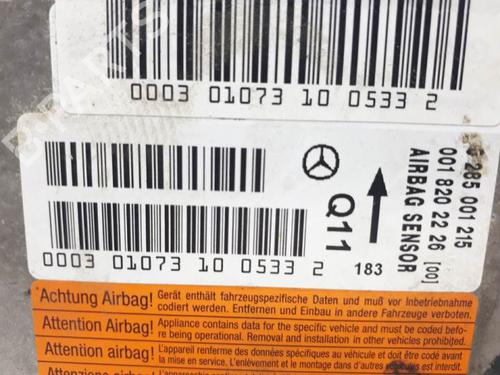 0003 01073 10 0533 2
0003 01073 10 0533 2
Q11
183
285 001 215
001 820 22 26 [00]
AIRBAG SENSOR
Achtung Airbag! Gerät enthält fahrzeugspezifische Daten und muß vor Inbetriebnahme
codiert werden. Entfernen und Einbau in andere Fahrzeuge verboten.
Attention Airbag! Appliance contains data for the specific vehicle and must be coded befo-
re being operational. Removal and installation in other vehicles prohibited.
Attention Airbag! L'appareil renferme des données spécifiques au véhicule et doit être codé avant
la mise en service. L'enlèvement et le montage dans d'autres véhicules est interdit.
B-PARTS